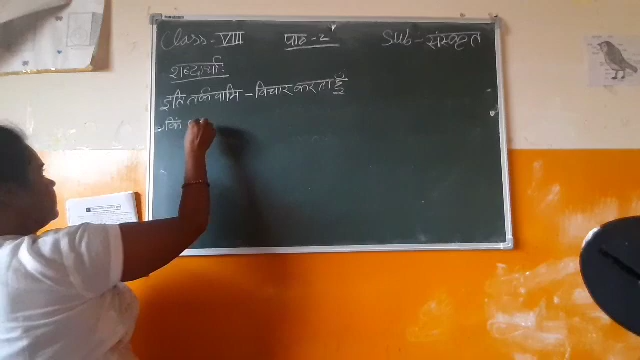 Class - VIII पाठ - 2 Sub - संस्कृत
शब्दार्थाः
इति तर्कयामि - विचार करता हूँ
किं